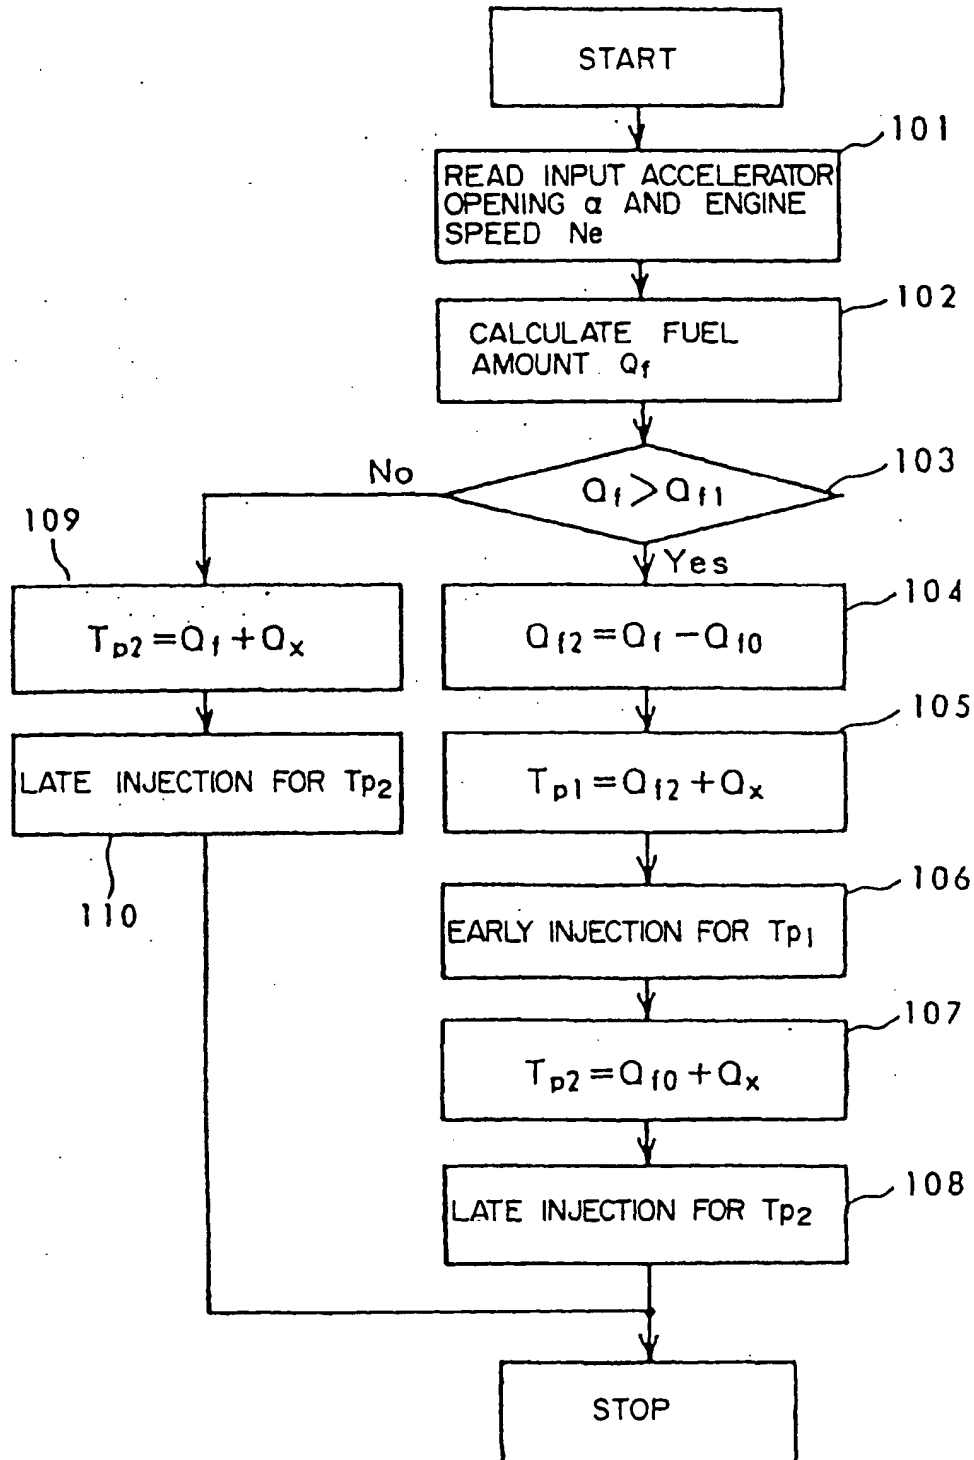 START
101
READ INPUT ACCELERATOR
OPENING α AND ENGINE
SPEED Ne
102
CALCULATE FUEL
AMOUNT Qf
103
Qf > Qf1
No
Yes
109
Tp2 = Qf + Qx
104
Qf2 = Qf − Qf0
LATE INJECTION FOR Tp2
110
105
Tp1 = Qf2 + Qx
106
EARLY INJECTION FOR Tp1
107
Tp2 = Qf0 + Qx
108
LATE INJECTION FOR Tp2
STOP